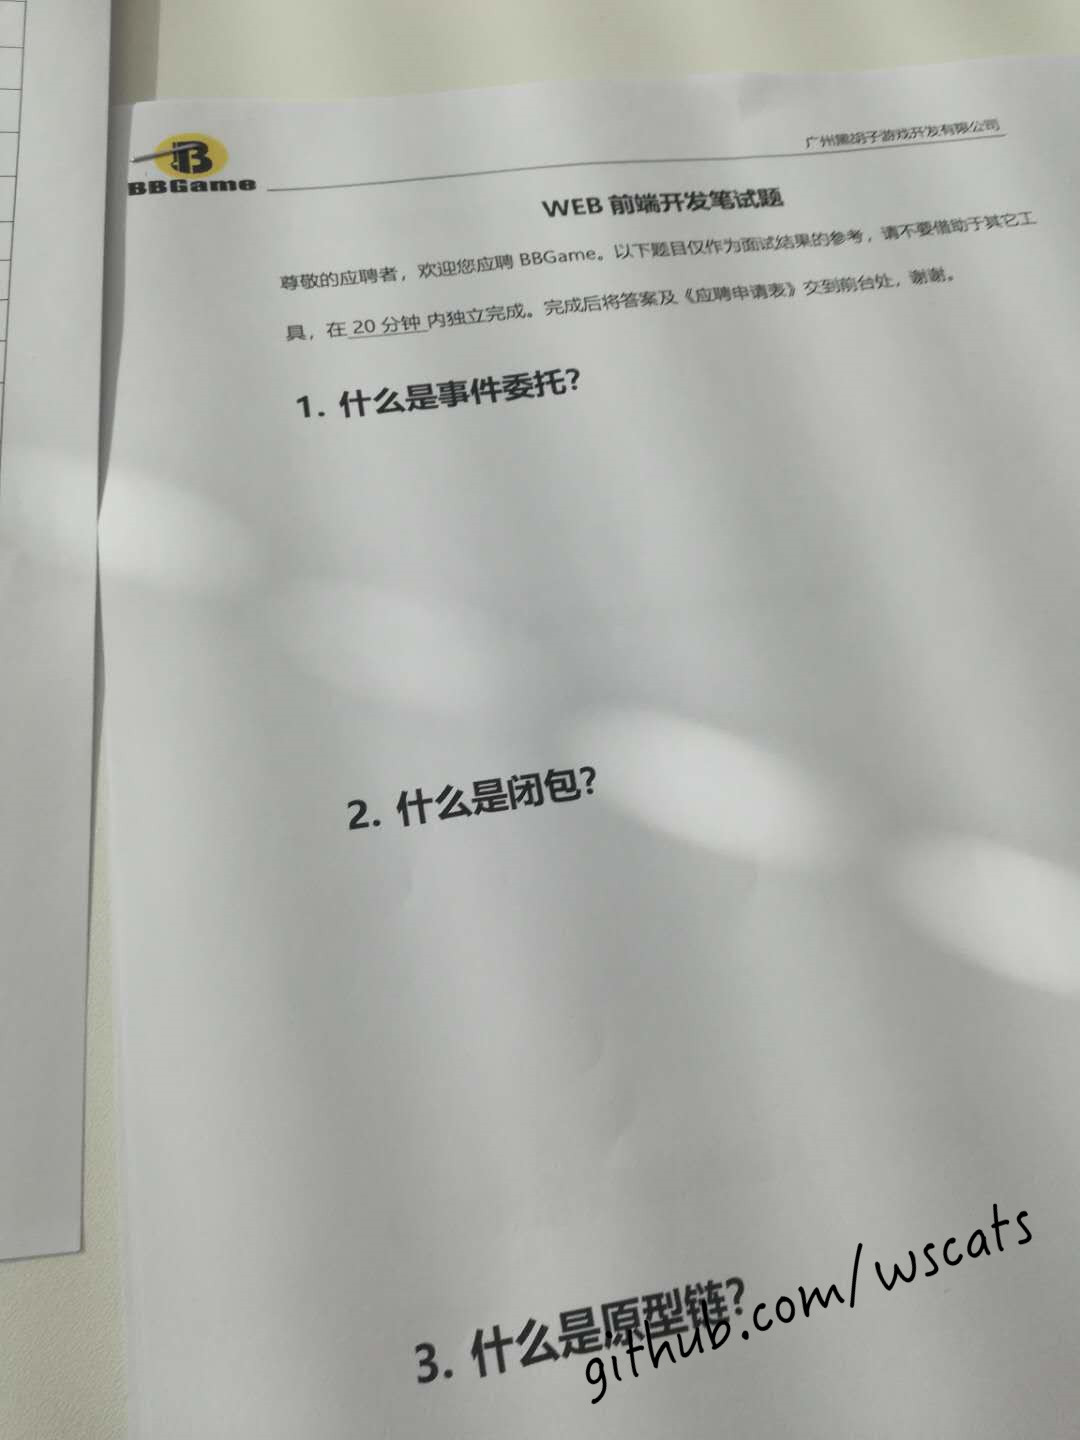 BBGame
广州黑胡子游戏开发有限公司
WEB 前端开发笔试题
尊敬的应聘者，欢迎您应聘 BBGame。以下题目仅作为面试结果的参考，请不要借助于其它工
具，在 20 分钟 内独立完成。完成后将答案及《应聘申请表》交到前台处，谢谢。
1. 什么是事件委托?
2. 什么是闭包?
3. 什么是原型链?
github.com/wscats